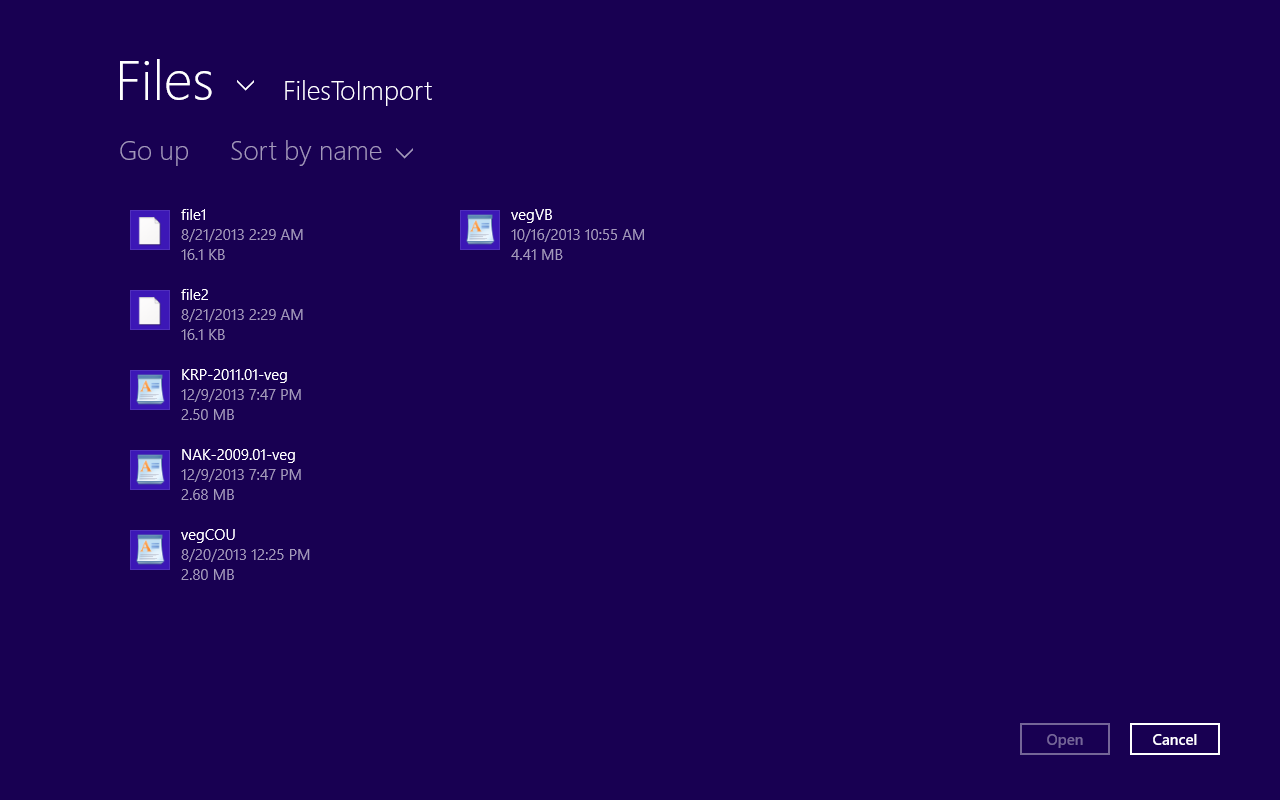 Files FilesToImport
Go up Sort by name
file1
8/21/2013 2:29 AM
16.1 KB
file2
8/21/2013 2:29 AM
16.1 KB
KRP-2011.01-veg
12/9/2013 7:47 PM
2.50 MB
NAK-2009.01-veg
12/9/2013 7:47 PM
2.68 MB
vegCOU
8/20/2013 12:25 PM
2.80 MB
vegVB
10/16/2013 10:55 AM
4.41 MB
Open Cancel